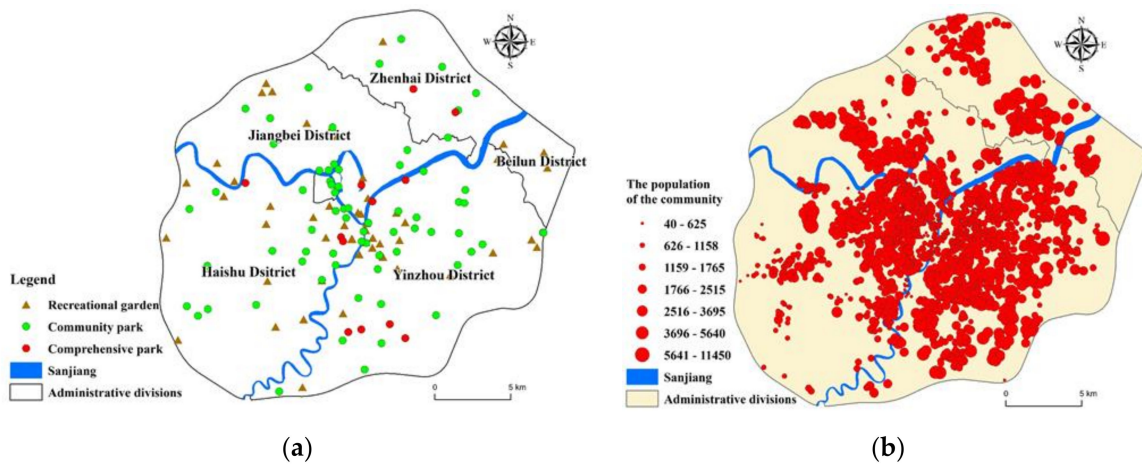 N
W E
S
Zhenhai District
Jiangbei District
Beilun District
Haishu Dsitrict
Yinzhou District
Legend
Recreational garden
Community park
Comprehensive park
Sanjiang
Administrative divisions
0 5 km
(a)
N
W E
S
The population
of the community
40 - 625
626 - 1158
1159 - 1765
1766 - 2515
2516 - 3695
3696 - 5640
5641 - 11450
Sanjiang
Administrative divisions
0 5 km
(b)